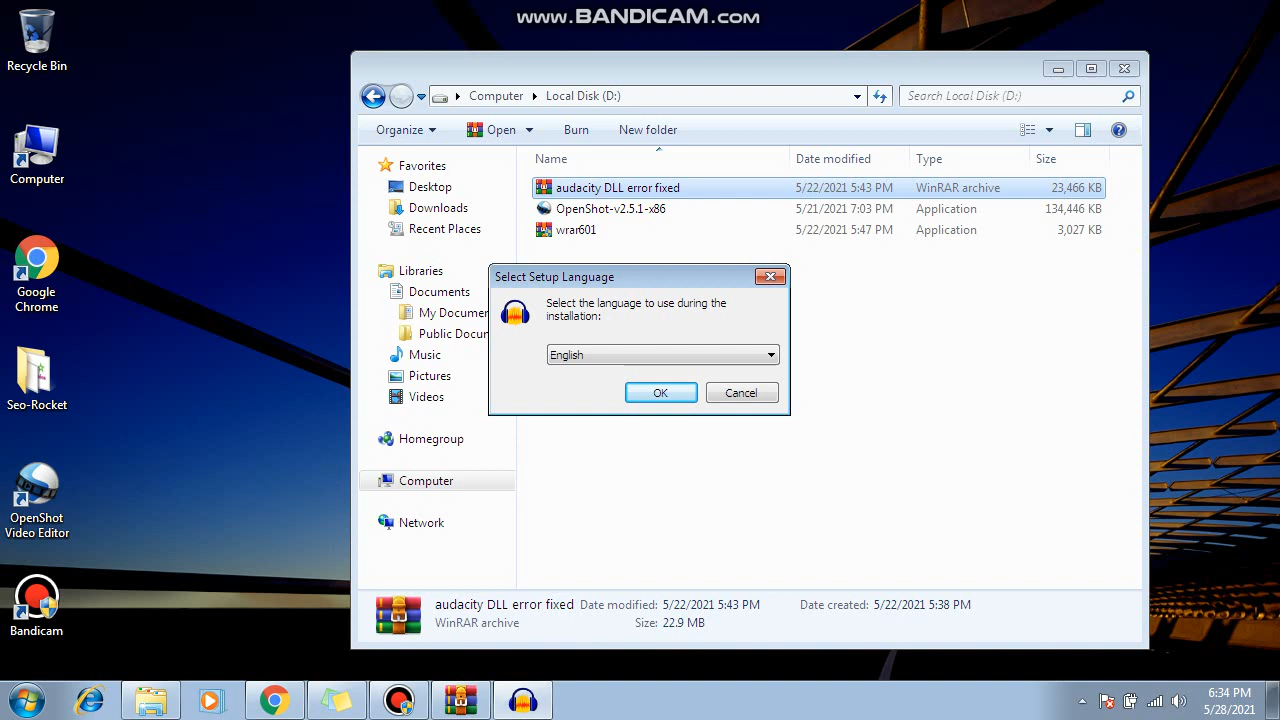 www.BANDICAM.com
Recycle Bin
Computer
Google
Chrome
Seo-Rocket
OpenShot
Video Editor
Bandicam
Computer
Local Disk (D:)
Search Local Disk (D:)
Organize
Open
Burn
New folder
Name
Date modified
Type
Size
Favorites
Desktop
Downloads
Recent Places
Libraries
Documents
My Documen
Public Docur
Music
Pictures
Videos
Homegroup
Computer
Network
audacity DLL error fixed 5/22/2021 5:43 PM WinRAR archive 23,466 KB
OpenShot-v2.5.1-x86 5/21/2021 7:03 PM Application 134,446 KB
wrar601 5/22/2021 5:47 PM Application 3,027 KB
Select Setup Language
Select the language to use during the
installation:
English
OK
Cancel
audacity DLL error fixed Date modified: 5/22/2021 5:43 PM Date created: PM
WinRAR archive Size: 22.9 MB
6:34 PM
5/28/2021